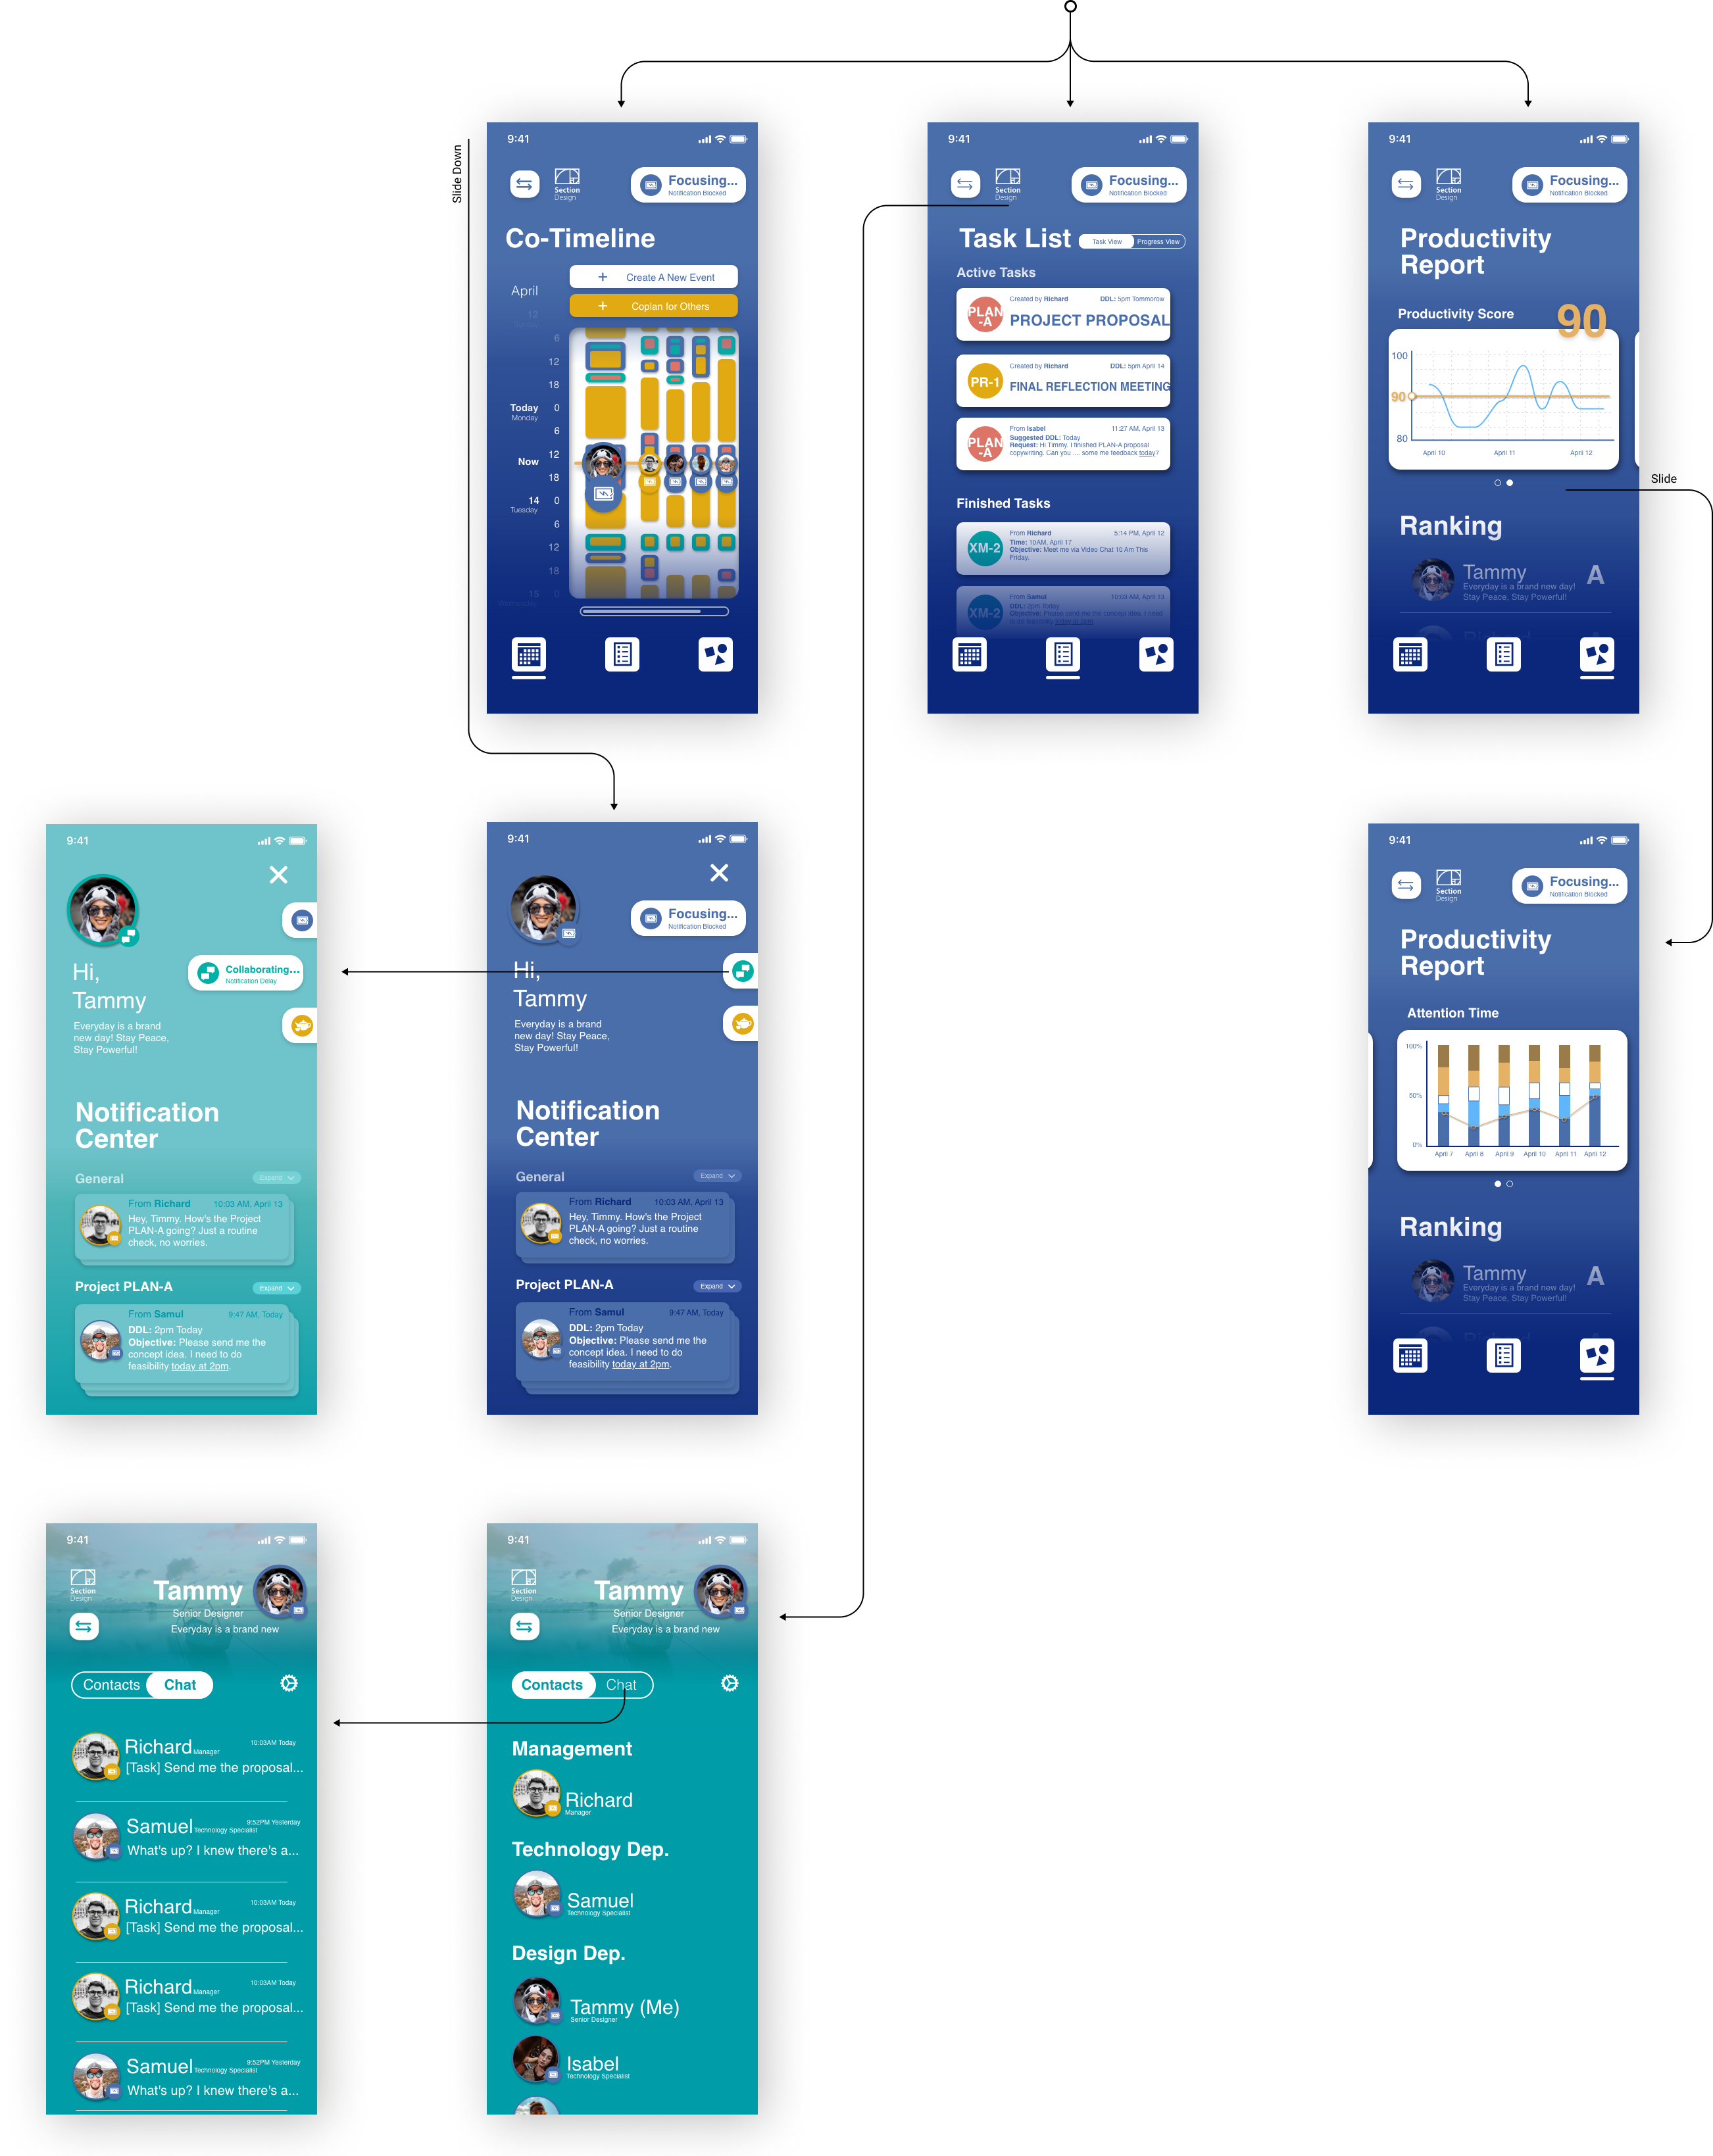 Slide Down
9:41
Section
Design
Focusing...
Notification Blocked
Co-Timeline
Create A New Event
April
Coplan for Others
12
6
12
18
Today
0
Monday
6
Now
12
18
14
0
Tuesday
6
12
18
15
0
9:41
Section
Design
Focusing...
Notification Blocked
Task List
Task View
Progress View
Active Tasks
PLAN
-A
Created by Richard
DDL: 5pm Tommorow
PROJECT PROPOSAL
PR-1
Created by Richard
DDL: 5pm April 14
FINAL REFLECTION MEETING
PLAN
-A
From Isabel
11:27 AM, April 13
Suggested DDL: Today
Request: Hi Timmy. I finished PLAN-A proposal
copywriting. Can you .... some me feedback today?
Finished Tasks
XM-2
From Richard
5:14 PM, April 12
Time: 10AM, April 17
Objective: Meet me via Video Chat 10 Am This
Friday.
XM-2
From Samul
10:03 AM, April 13
DDL: 2pm Today
Objective: Please send me the concept idea. I need
to do feasibility today at 2pm.
9:41
Section
Design
Focusing...
Notification Blocked
Productivity
Report
Productivity Score
90
100
90
80
April 10
April 11
April 12
Slide
Ranking
Tammy
A
Everyday is a brand new day!
Stay Peace, Stay Powerful!
9:41
Collaborating...
Notification Delay
Hi,
Tammy
Everyday is a brand
new day! Stay Peace,
Stay Powerful!
Notification
Center
General
Expand
From Richard
10:03 AM, April 13
Hey, Timmy. How's the Project
PLAN-A going? Just a routine
check, no worries.
Project PLAN-A
Expand
From Samul
9:47 AM, Today
DDL: 2pm Today
Objective: Please send me the
concept idea. I need to do
feasibility today at 2pm.
9:41
Focusing...
Notification Blocked
Hi,
Tammy
Everyday is a brand
new day! Stay Peace,
Stay Powerful!
Notification
Center
General
Expand
From Richard
10:03 AM, April 13
Hey, Timmy. How's the Project
PLAN-A going? Just a routine
check, no worries.
Project PLAN-A
Expand
From Samul
9:47 AM, Today
DDL: 2pm Today
Objective: Please send me the
concept idea. I need to do
feasibility today at 2pm.
9:41
Section
Design
Focusing...
Notification Blocked
Productivity
Report
Attention Time
100%
50%
0%
April 7
April 8
April 9
April 10
April 11
April 12
Ranking
Tammy
A
Everyday is a brand new day!
Stay Peace, Stay Powerful!
9:41
Section
Design
Tammy
Senior Designer
Everyday is a brand new
Contacts
Chat
Richard
Manager
10:03AM Today
[Task] Send me the proposal...
Samuel
Technology Specialist
9:52PM Yesterday
What's up? I knew there's a...
Richard
Manager
10:03AM Today
[Task] Send me the proposal...
Richard
Manager
10:03AM Today
[Task] Send me the proposal...
Samuel
Technology Specialist
9:52PM Yesterday
What's up? I knew there's a...
9:41
Section
Design
Tammy
Senior Designer
Everyday is a brand new
Contacts
Chat
Management
Richard
Manager
Technology Dep.
Samuel
Technology Specialist
Design Dep.
Tammy (Me)
Senior Designer
Isabel
Technology Specialist